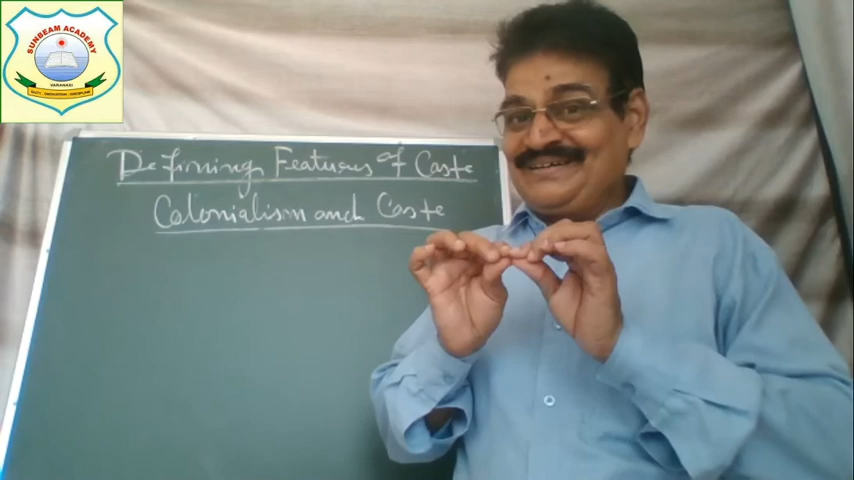 SUNBEAM ACADEMY
VARANASI
Defining Features of Caste
Colonialism and Caste